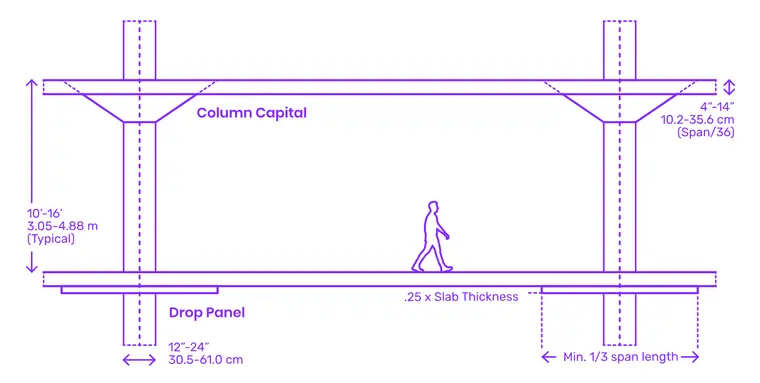 Column Capital
4”-14”
10.2-35.6 cm
(Span/36)
10’-16’
3.05-4.88 m
(Typical)
.25 x Slab Thickness
Drop Panel
12”-24”
30.5-61.0 cm
Min. 1/3 span length